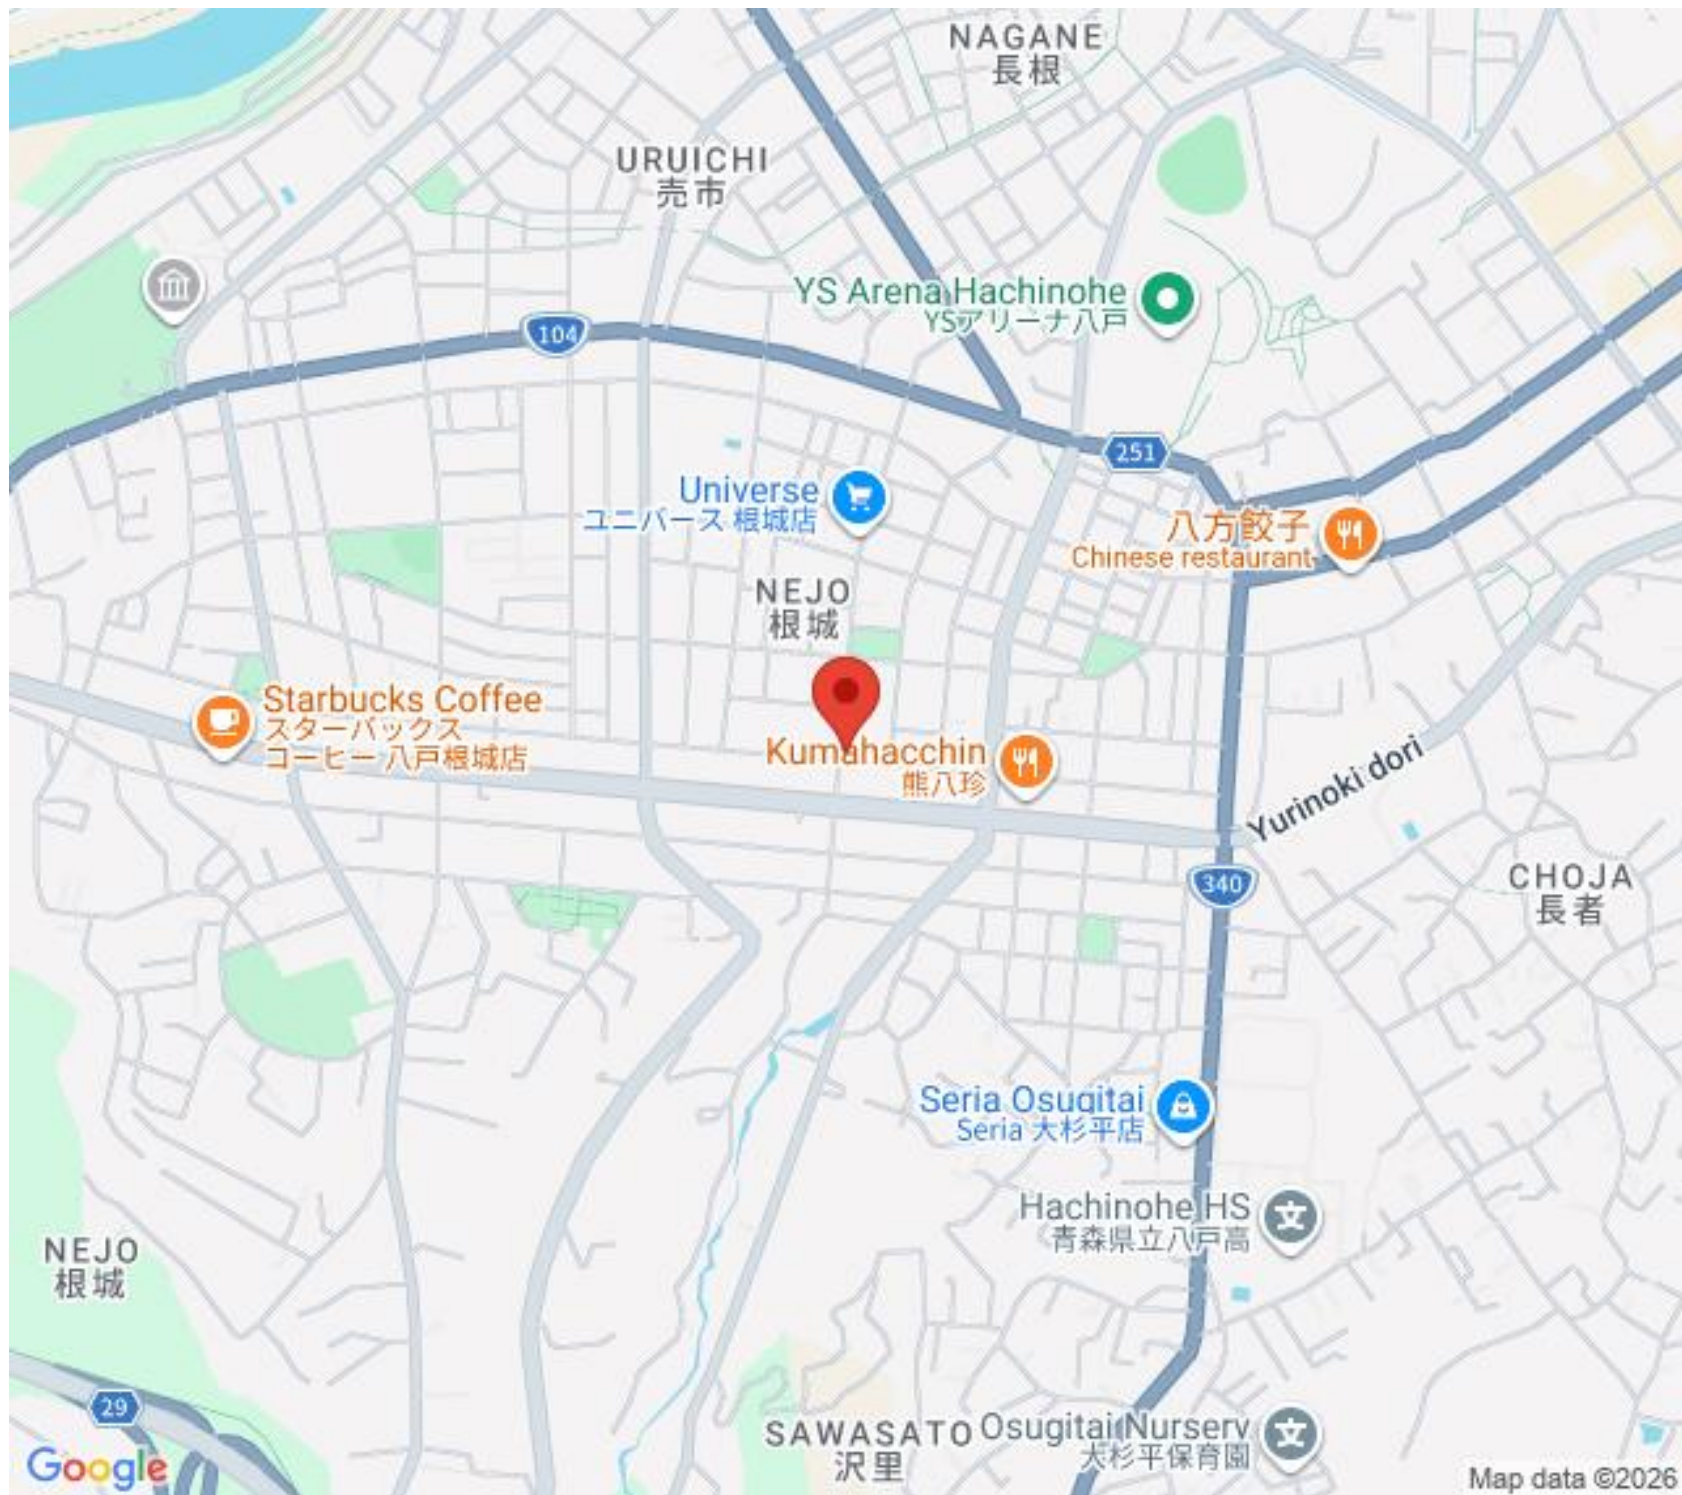 NAGANE
長根
URUICHI
売市
YS Arena Hachinohe
YSアリーナ八戸
104
251
Universe
ユニバース 根城店
八方餃子
Chinese restaurant
NEJO
根城
Starbucks Coffee
スターバックス
コーヒー 八戸根城店
Kumahacchin
熊八珍
Yurinoki dori
340
CHOJA
長者
Seria Osugitai
Seria 大杉平店
Hachinohe HS
青森県立八戸高
NEJO
根城
29
SAWASATO
沢里
Osugitai Nurserv
大杉平保育園
Google
Map data ©2026